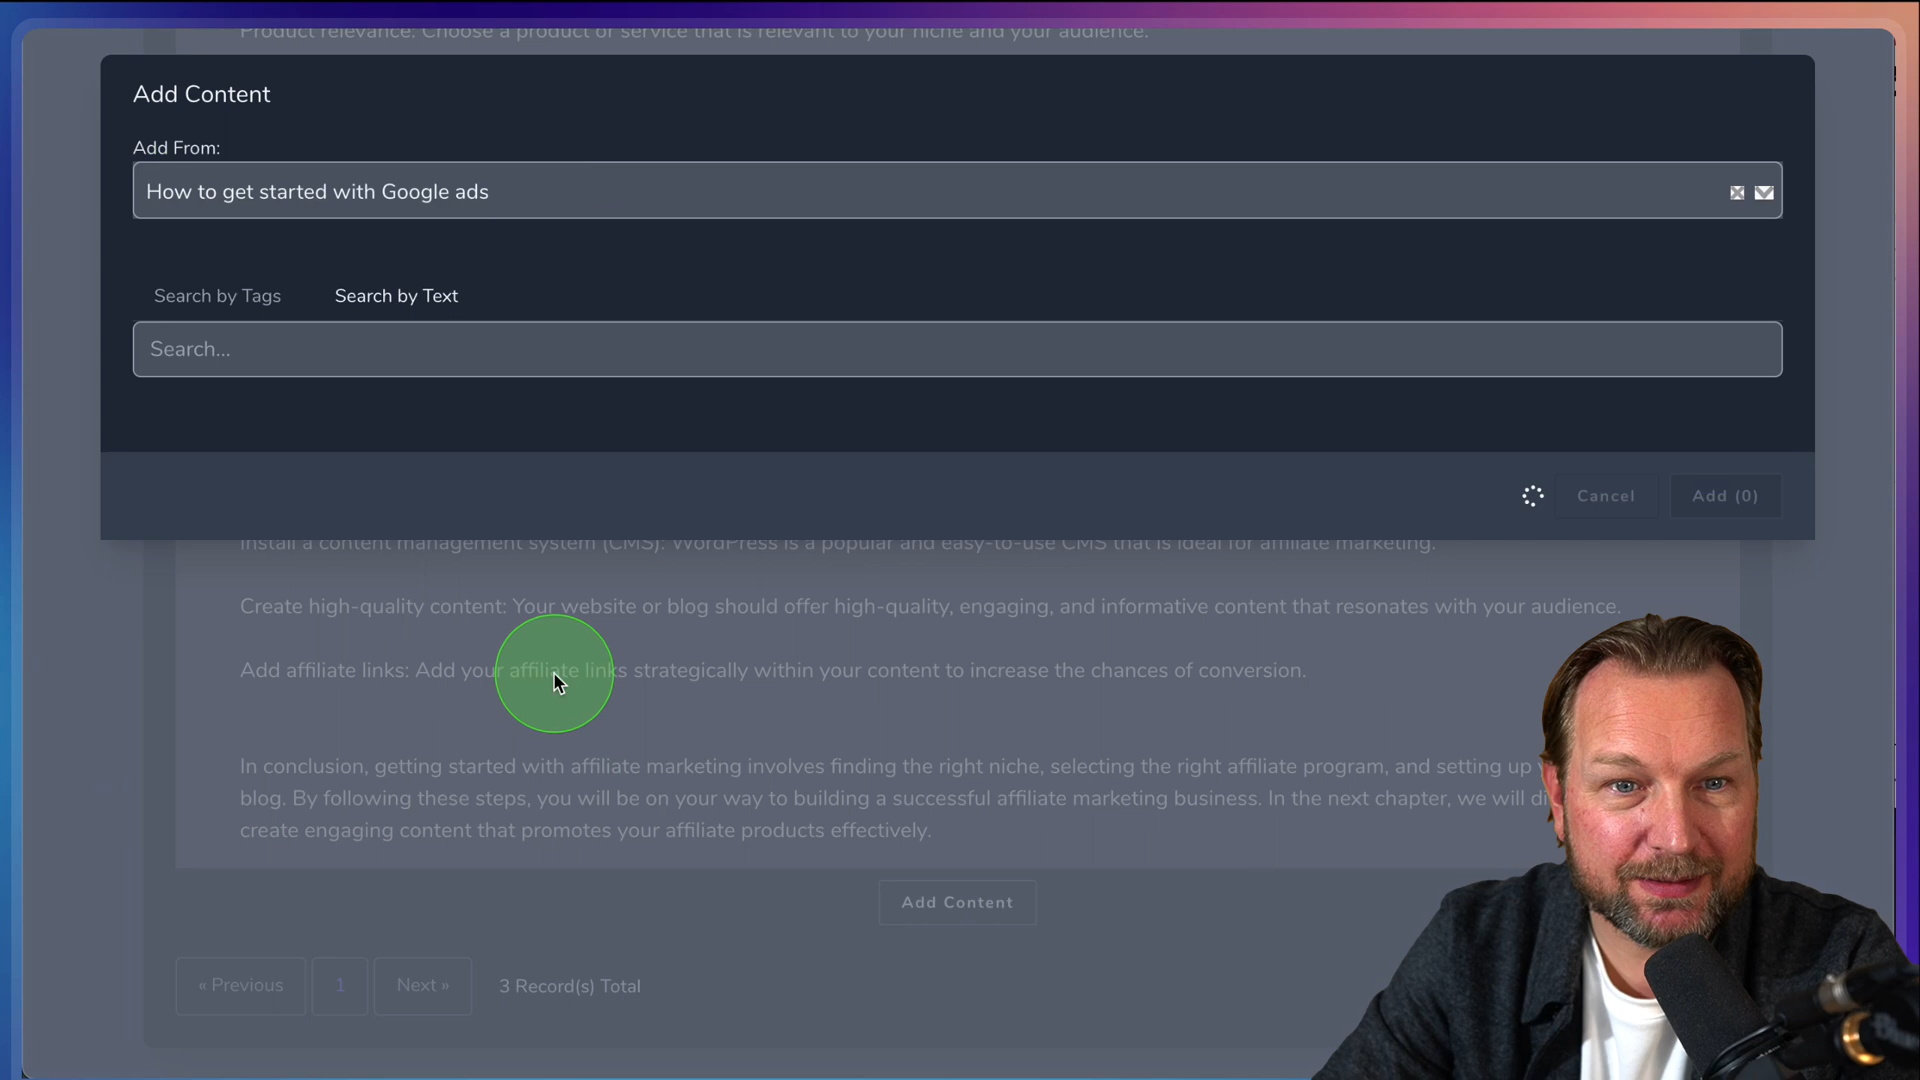 Product relevance: Choose a product or service that is relevant to your niche and your audience.
Add Content
Add From:
How to get started with Google ads
Search by Tags
Search by Text
Search...
Cancel
Add (0)
Install a content management system (CMS): WordPress is a popular and easy-to-use CMS that is ideal for affiliate marketing.
Create high-quality content: Your website or blog should offer high-quality, engaging, and informative content that resonates with your audience.
Add affiliate links: Add your affiliate links strategically within your content to increase the chances of conversion.
In conclusion, getting started with affiliate marketing involves finding the right niche, selecting the right affiliate program, and setting up
blog. By following these steps, you will be on your way to building a successful affiliate marketing business. In the next chapter, we will
create engaging content that promotes your affiliate products effectively.
Add Content
« Previous
1
Next »
3 Record(s) Total